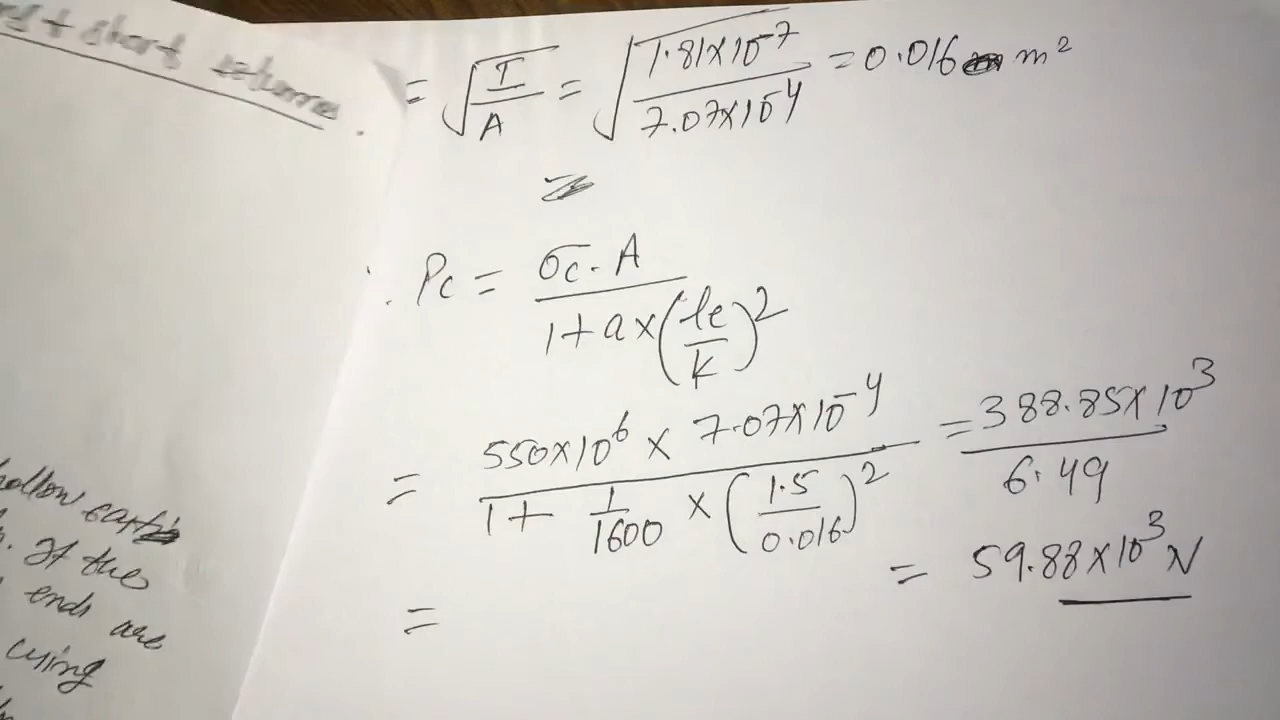 = √(I/A) = √(1.81×10⁻⁷/7.07×10⁻⁴) = 0.016 m²
=
∴ Pc = σc·A / 1+a×(le/k)²
= 550×10⁶ × 7.07×10⁻⁴ / 1+ 1/1600 × (1.5/0.016)² = 388.85×10³ / 6.49
= 59.88×10³ N
=
+ short
hollow
If the
ends are